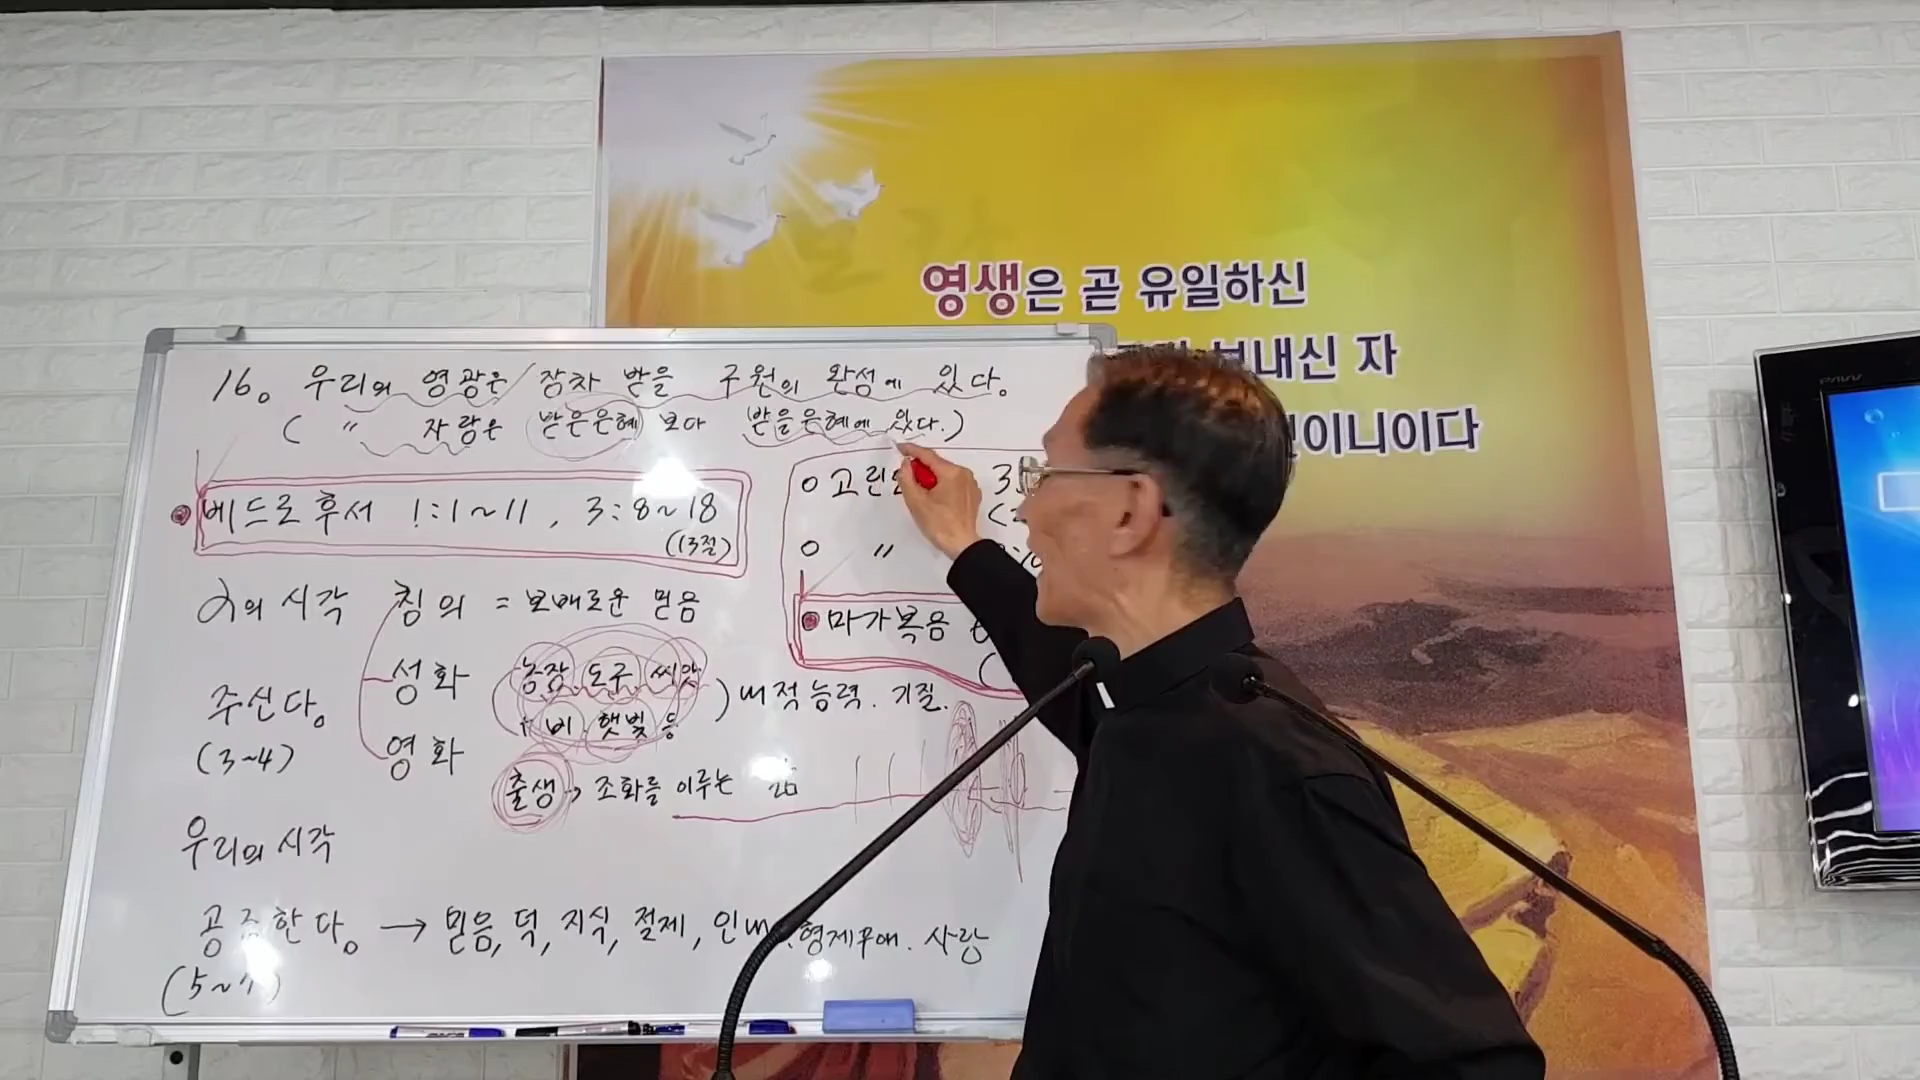 영생은 곧 유일하신
보내신 자
이니이다
16. 우리의 영광은 / 장차 받을 구원의 완성에 있다.
( 〃 자랑은 받은은혜 보다 받을은혜에 있다.)
베드로 후서 1:1~11, 3:8~18
(13절)
고린
3
〃
마가복음
의 시각 칭의 = 보배로운 믿음
주신다. 성화 (농장, 도구, 씨앗
+ 비. 햇빛 등) 내적능력. 기질.
(3~4) 영화
출생 → 조화를 이루는
우리의 시각
공급한다. → 믿음, 덕, 지식, 절제, 인내. 형제우애. 사랑